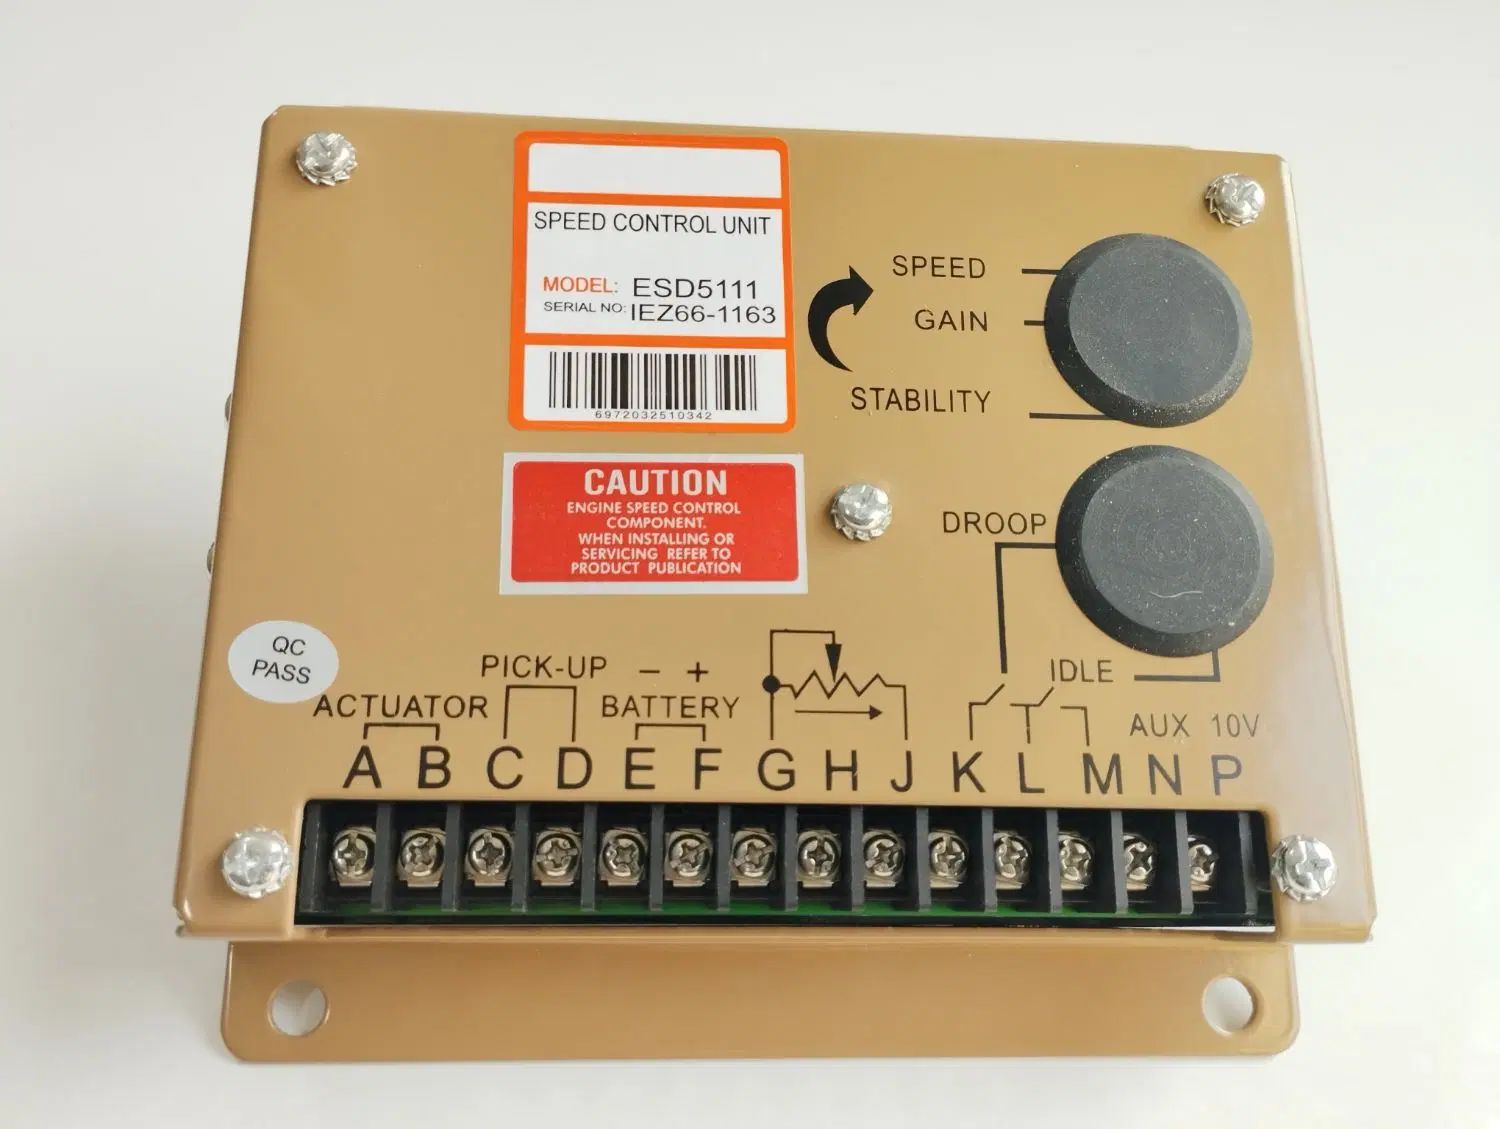 SPEED CONTROL UNIT
MODEL: ESD5111
SERIAL NO: IEZ66-1163
6972032510342
CAUTION
ENGINE SPEED CONTROL
COMPONENT.
WHEN INSTALLING OR
SERVICING REFER TO
PRODUCT PUBLICATION
SPEED
GAIN
STABILITY
DROOP
IDLE
QC
PASS
PICK-UP - +
ACTUATOR BATTERY
AUX 10V
A B C D E F G H J K L M N P